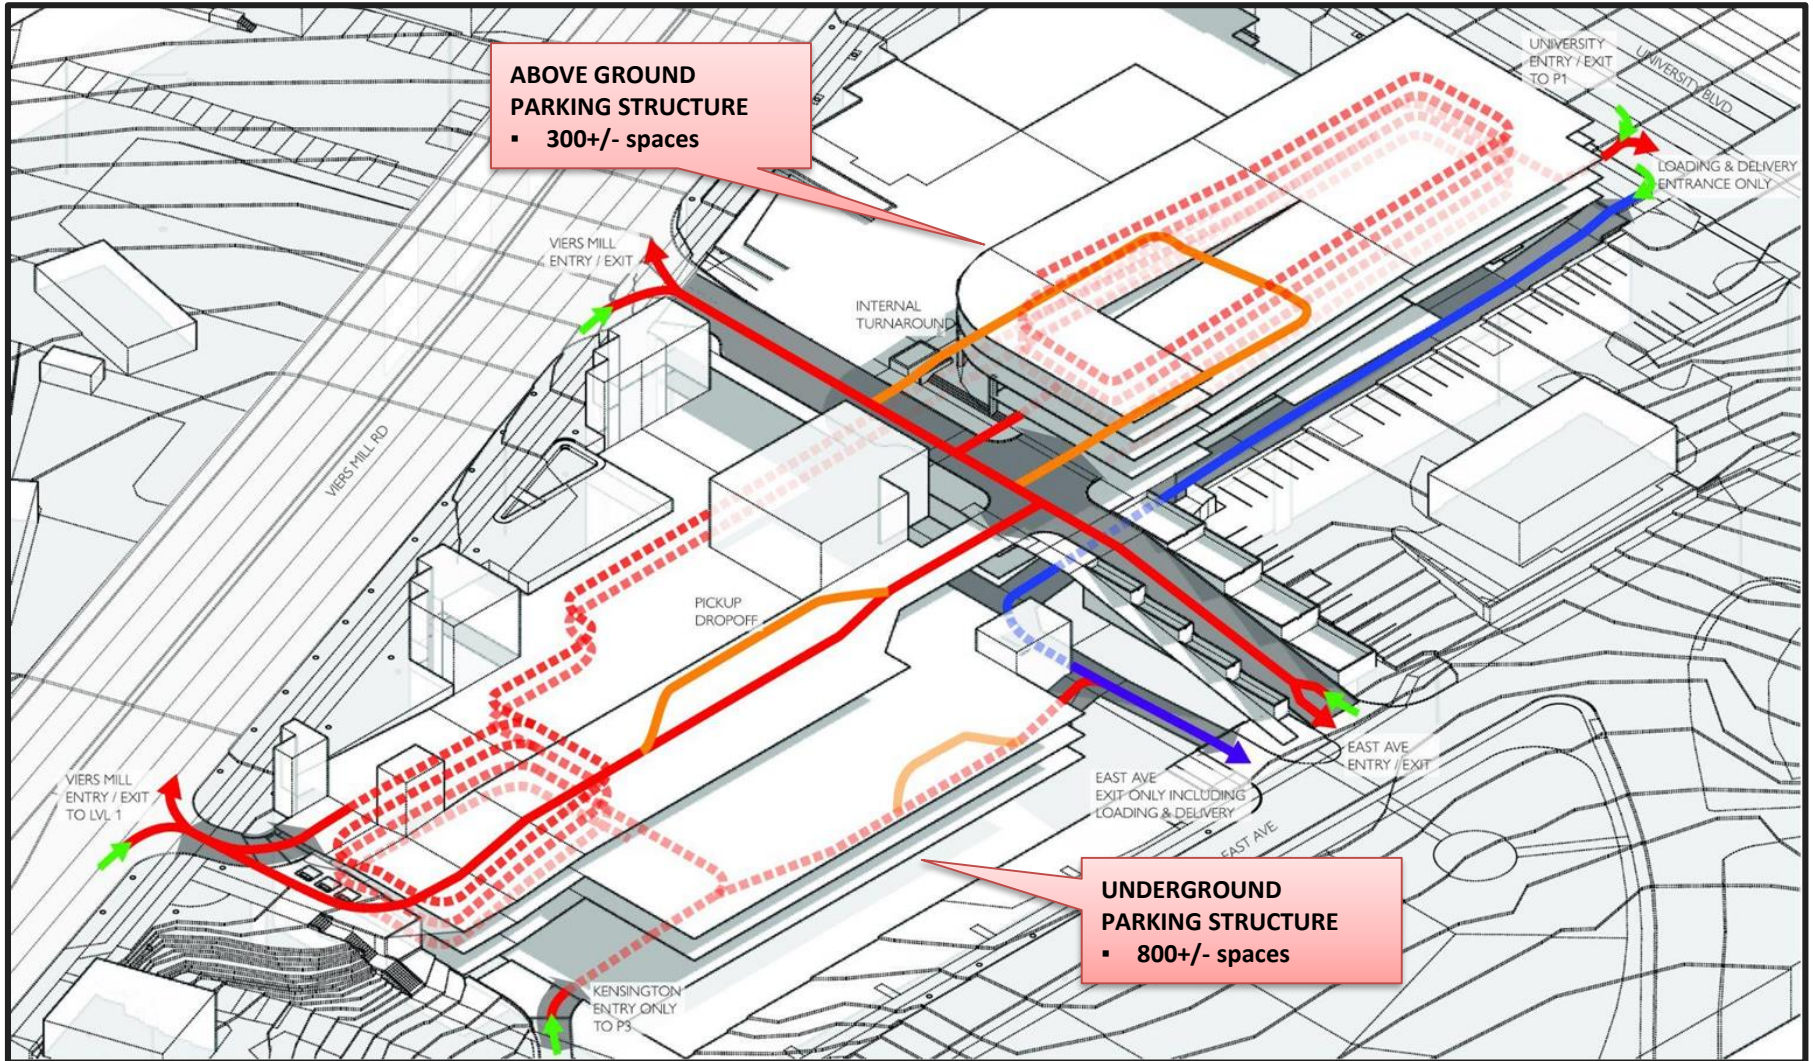 ABOVE GROUND
PARKING STRUCTURE
▪ 300+/- spaces
UNIVERSITY
ENTRY / EXIT
TO P1
UNIVERSITY BLVD
LOADING & DELIVERY
ENTRANCE ONLY
VIERS MILL
ENTRY / EXIT
INTERNAL
TURNAROUND
VIERS MILL RD
PICKUP
DROPOFF
VIERS MILL
ENTRY / EXIT
TO LVL 1
EAST AVE
ENTRY / EXIT
EAST AVE
EXIT ONLY INCLUDING
LOADING & DELIVERY
EAST AVE
UNDERGROUND
PARKING STRUCTURE
▪ 800+/- spaces
KENSINGTON
ENTRY ONLY
TO P3